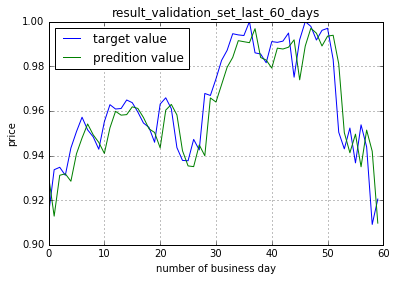 result_validation_set_last_60_days
target value
predition value
price
1.00
0.98
0.96
0.94
0.92
0.90
0 10 20 30 40 50 60
number of business day